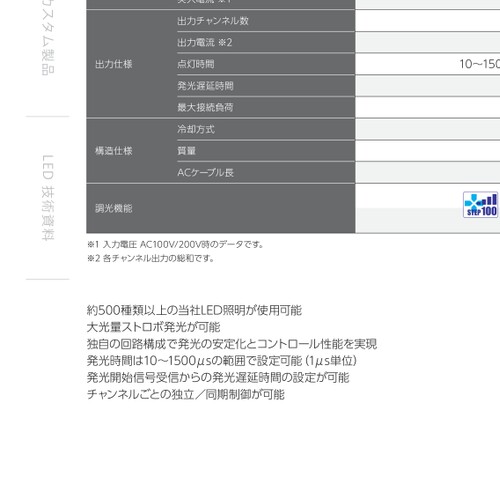 カスタム製品
LED 技術資料
突入電流 ※1
出力仕様
出力チャンネル数
出力電流 ※2
点灯時間
10～150
発光遅延時間
最大接続負荷
構造仕様
冷却方式
質量
ACケーブル長
調光機能
STEP 100
※1 入力電圧 AC100V/200V時のデータです。
※2 各チャンネル出力の総和です。
約500種類以上の当社LED照明が使用可能
大光量ストロボ発光が可能
独自の回路構成で発光の安定化とコントロール性能を実現
発光時間は10～1500μsの範囲で設定可能（1μs単位）
発光開始信号受信からの発光遅延時間の設定が可能
チャンネルごとの独立／同期制御が可能